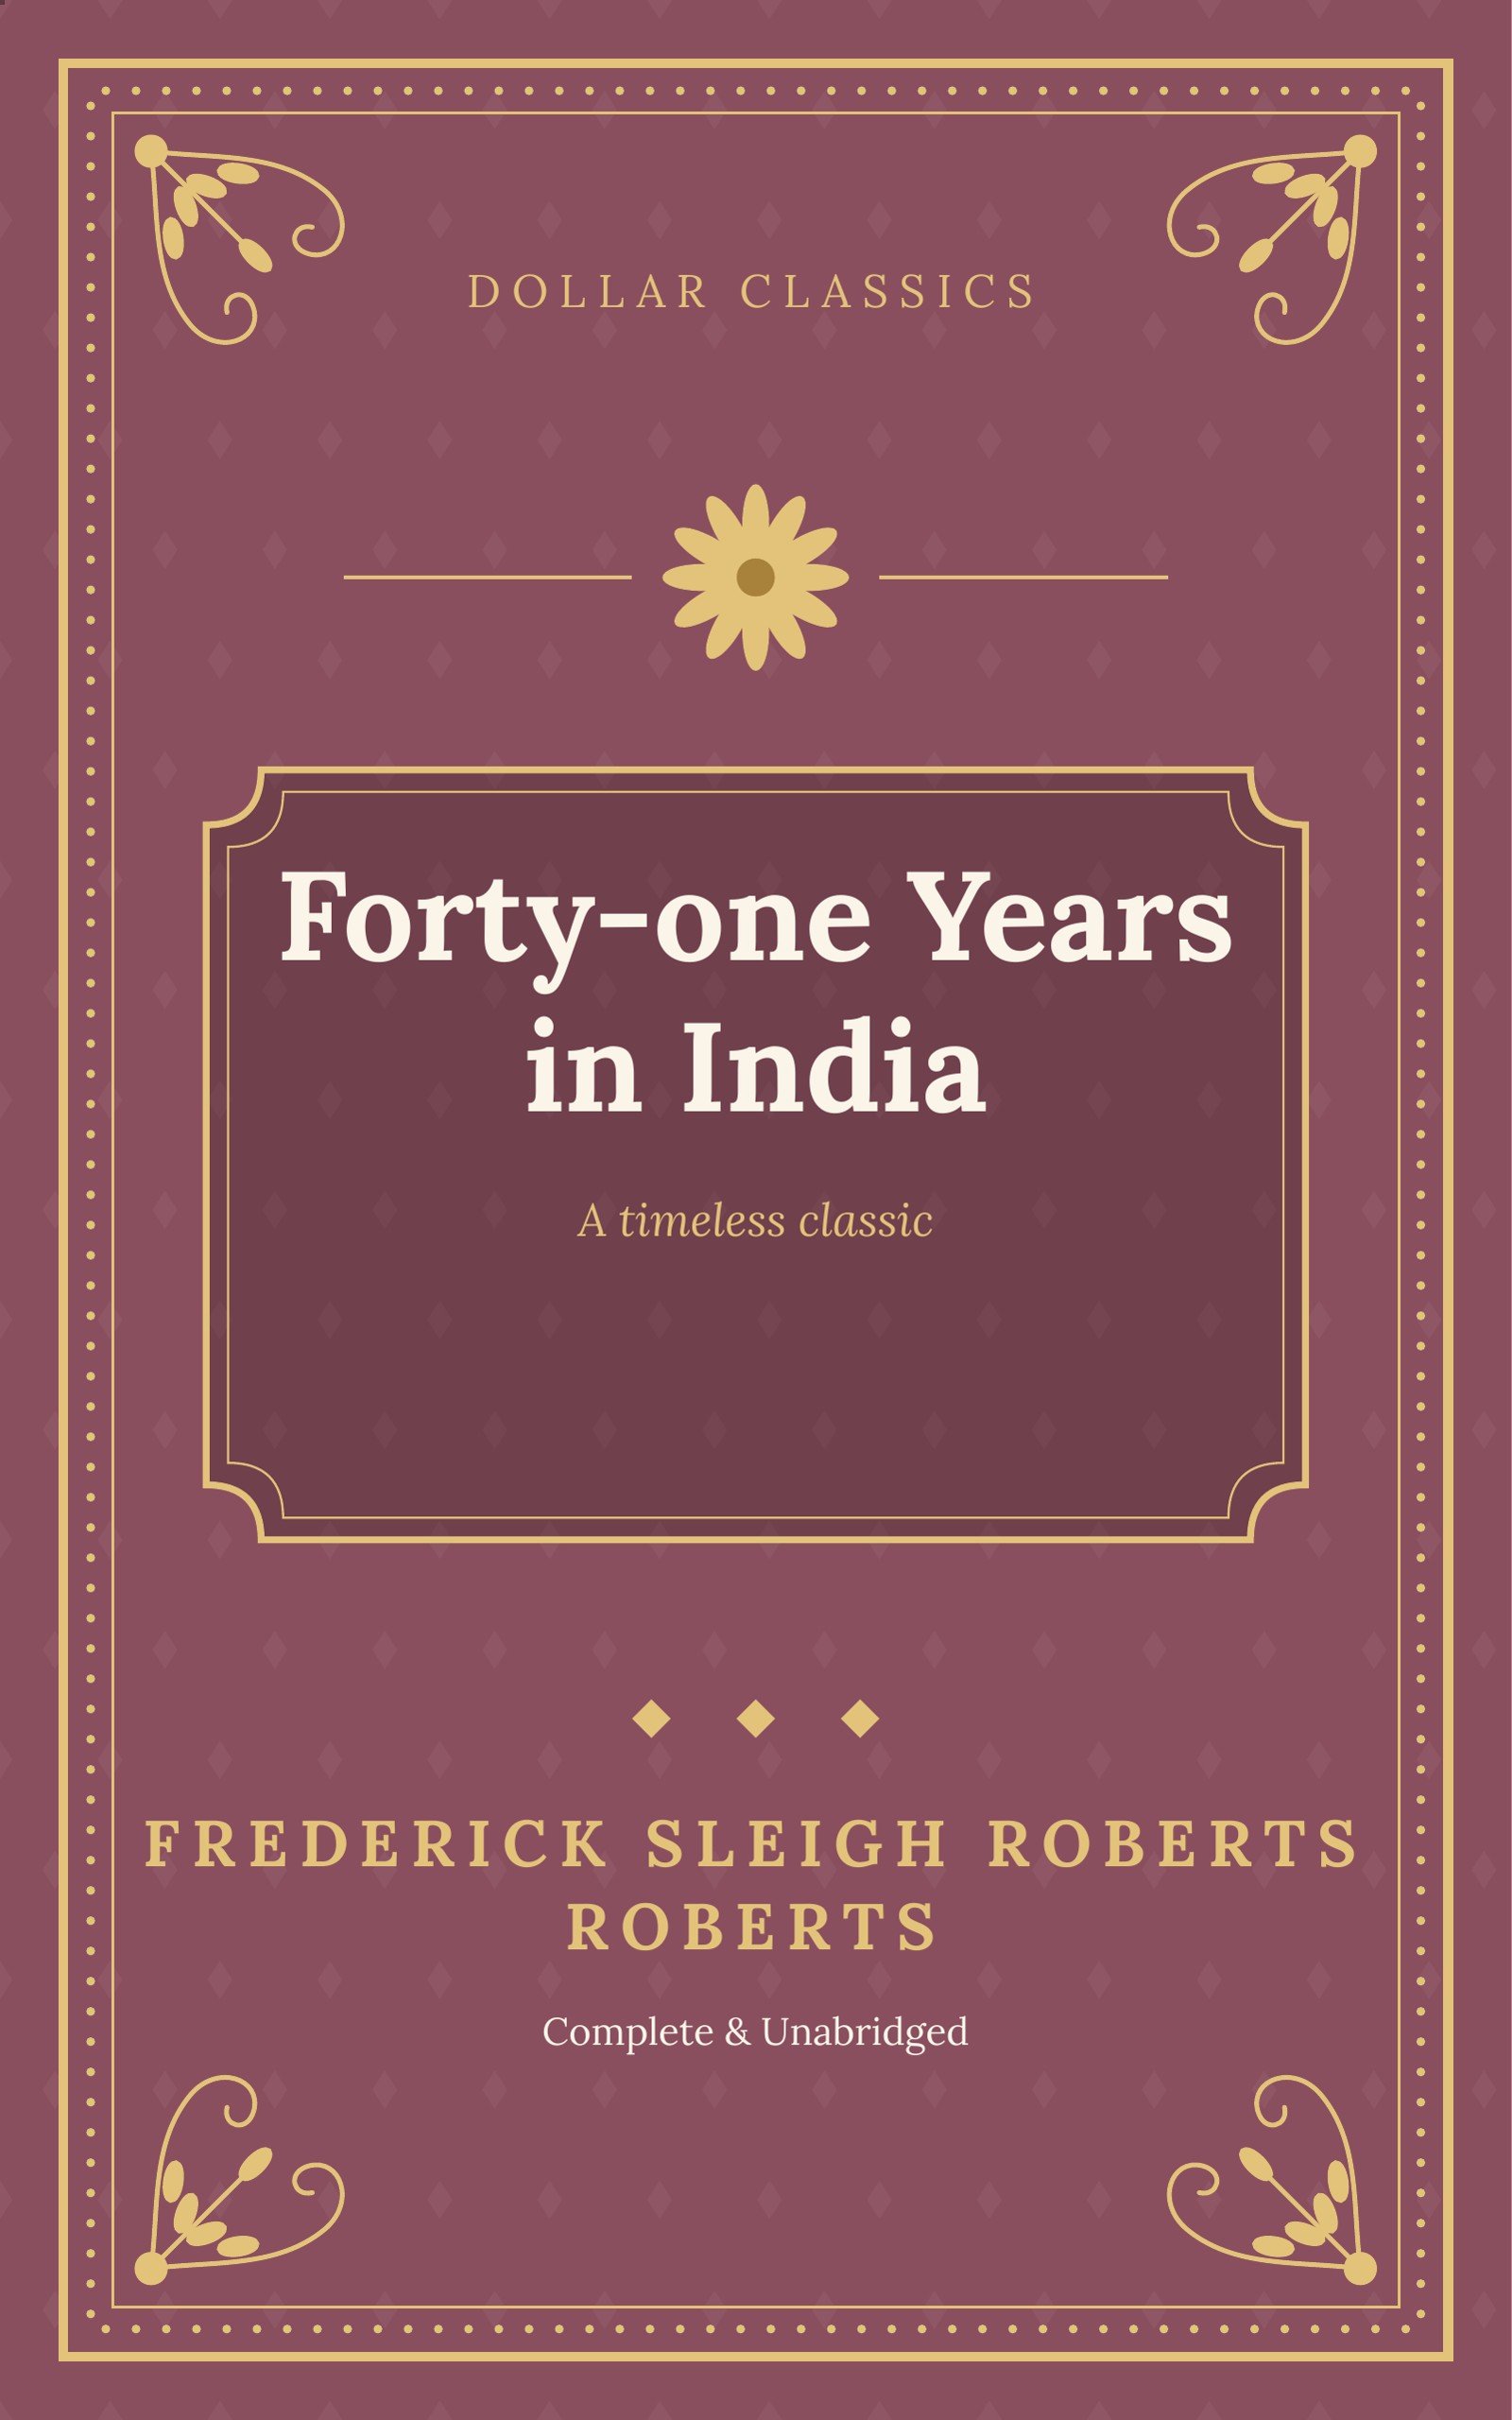 DOLLAR CLASSICS
Forty-one Years
in India
A timeless classic
FREDERICK SLEIGH ROBERTS
ROBERTS
Complete & Unabridged